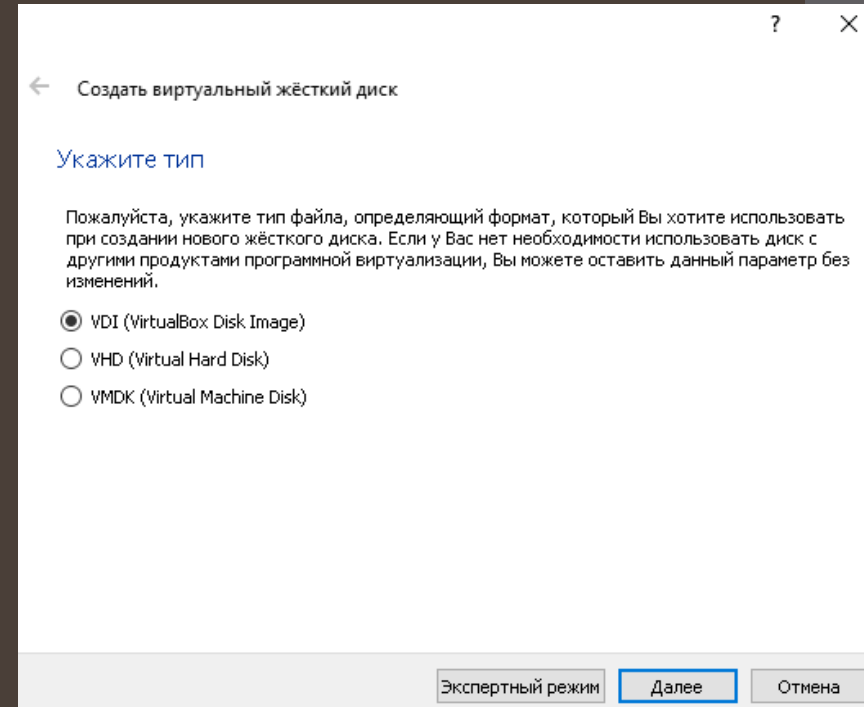 ?
Создать виртуальный жёсткий диск
Укажите тип
Пожалуйста, укажите тип файла, определяющий формат, который Вы хотите использовать
при создании нового жёсткого диска. Если у Вас нет необходимости использовать диск с
другими продуктами программной виртуализации, Вы можете оставить данный параметр без
изменений.
VDI (VirtualBox Disk Image)
VHD (Virtual Hard Disk)
VMDK (Virtual Machine Disk)
Экспертный режим Далее Отмена